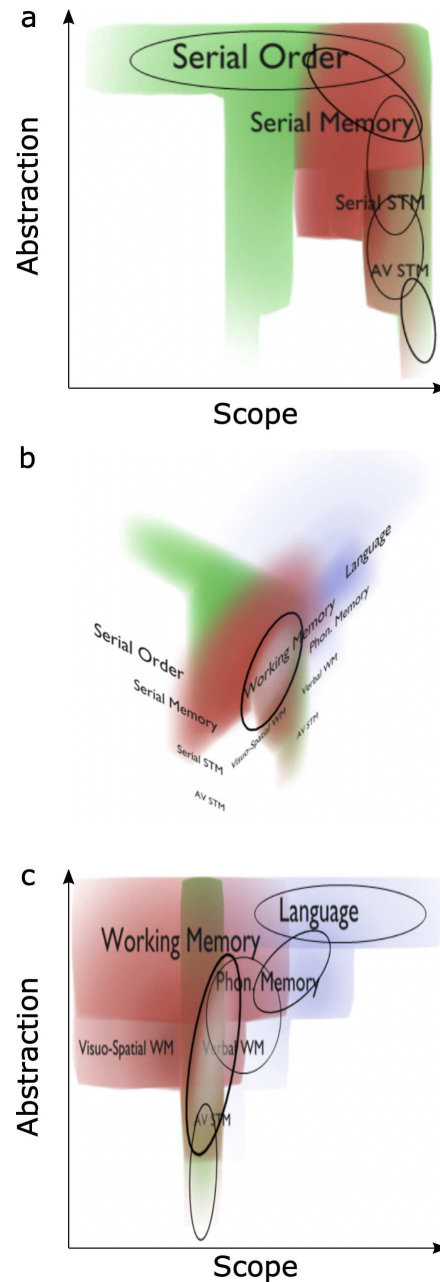 a
Abstraction
Serial Order
Serial Memory
Serial STM
AV STM
Scope
b
Language
Working Memory
Phon. Memory
Serial Order
Verbal WM
Serial Memory
Visuo-Spatial WM
AV STM
Serial STM
AV STM
c
Abstraction
Language
Working Memory
Phon. Memory
Visuo-Spatial WM
Verbal WM
AV STM
Scope